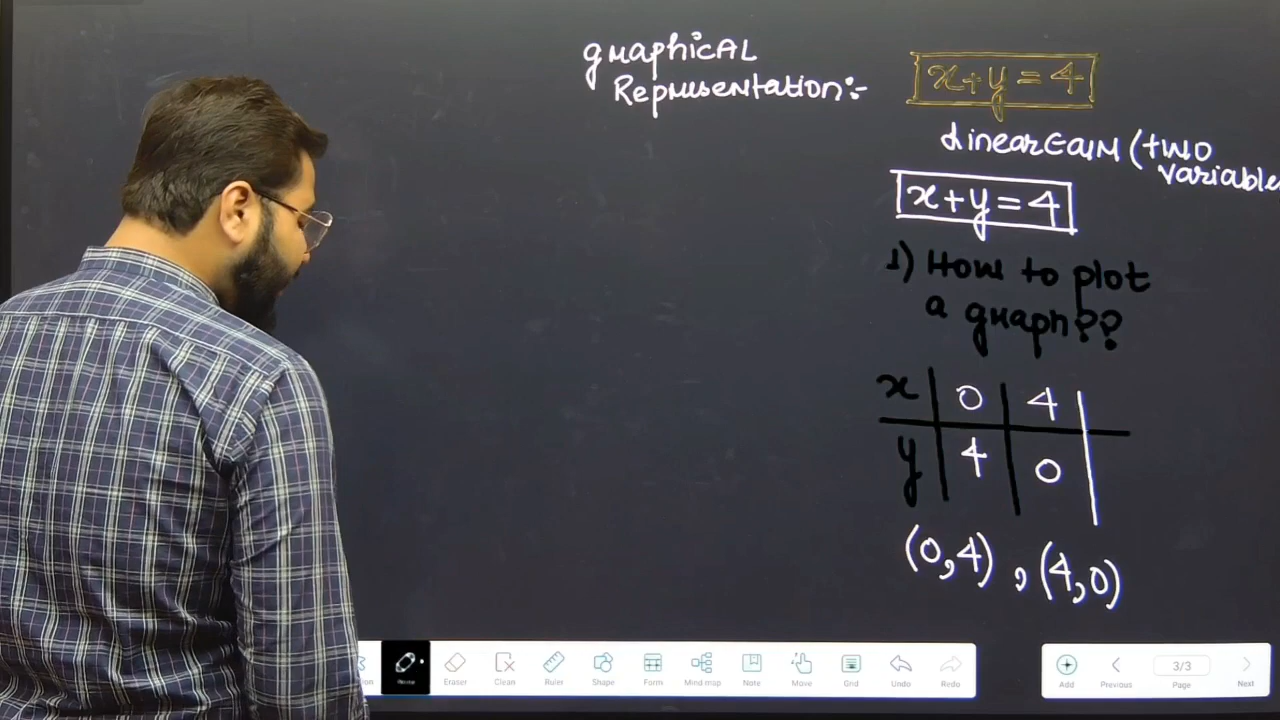 graphicAL
Representation:-
x+y=4
LinearEqun (two
variable
x+y=4
1) How to plot
a graph??
x 0 4
y 4 0
(0,4) , (4,0)
Eraser Clean Ruler Shape Form Mind map Note Move Grid Undo Redo
Add Previous 3/3 Page Next